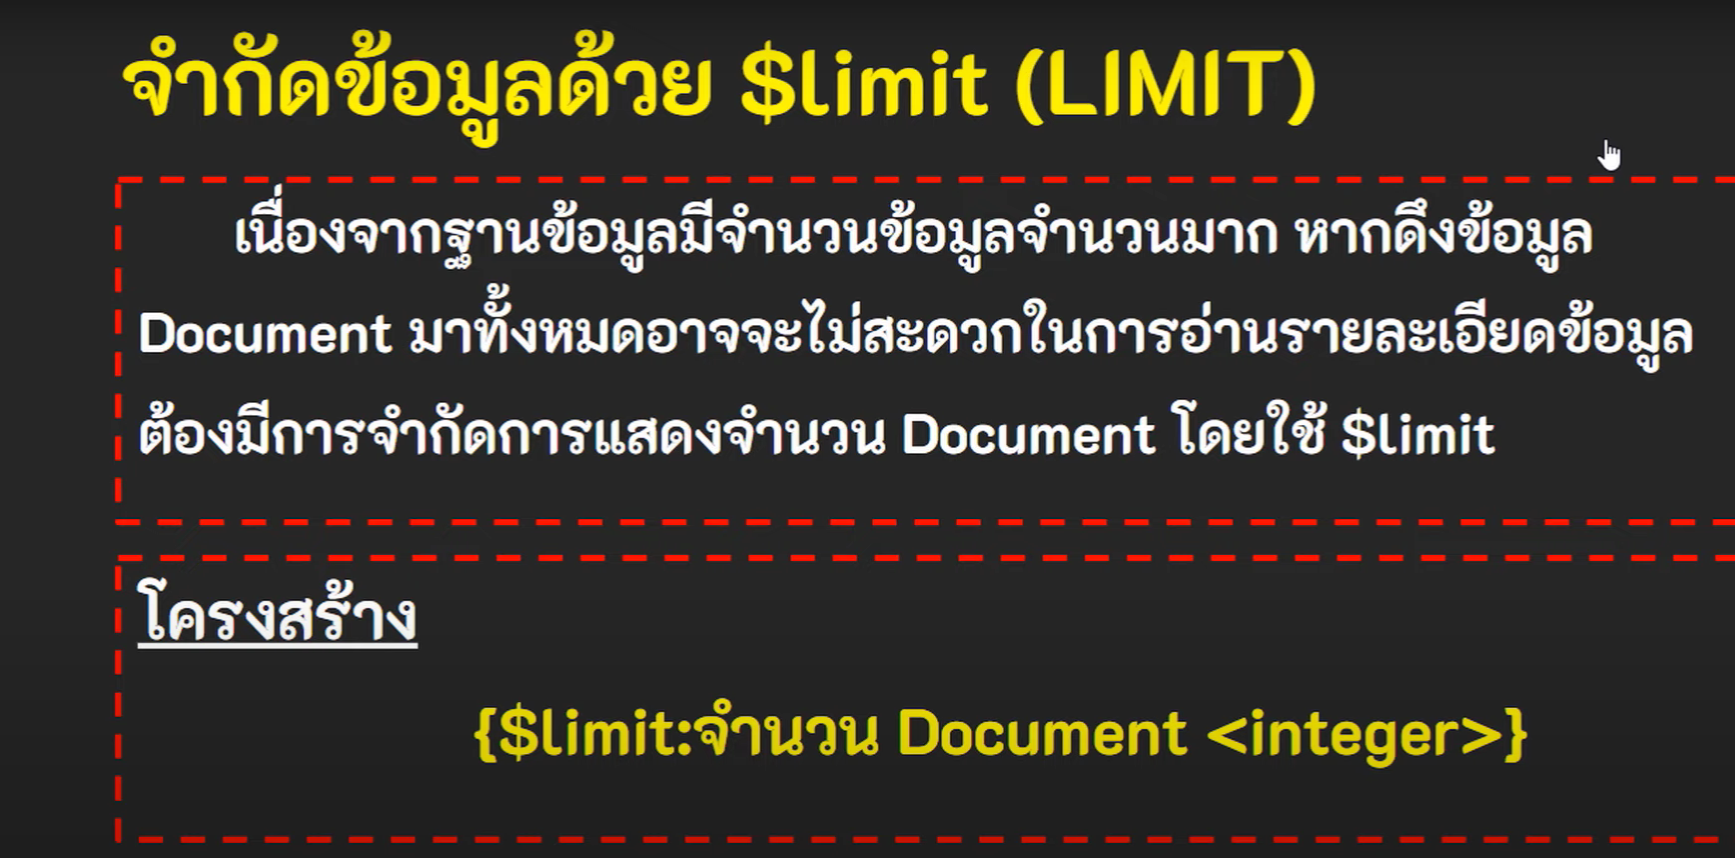 จำกัดข้อมูลด้วย $limit (LIMIT)
เนื่องจากฐานข้อมูลมีจำนวนข้อมูลจำนวนมาก หากดึงข้อมูล
Document มาทั้งหมดอาจจะไม่สะดวกในการอ่านรายละเอียดข้อมูล
ต้องมีการจำกัดการแสดงจำนวน Document โดยใช้ $limit
โครงสร้าง
{$limit:จำนวน Document <integer>}